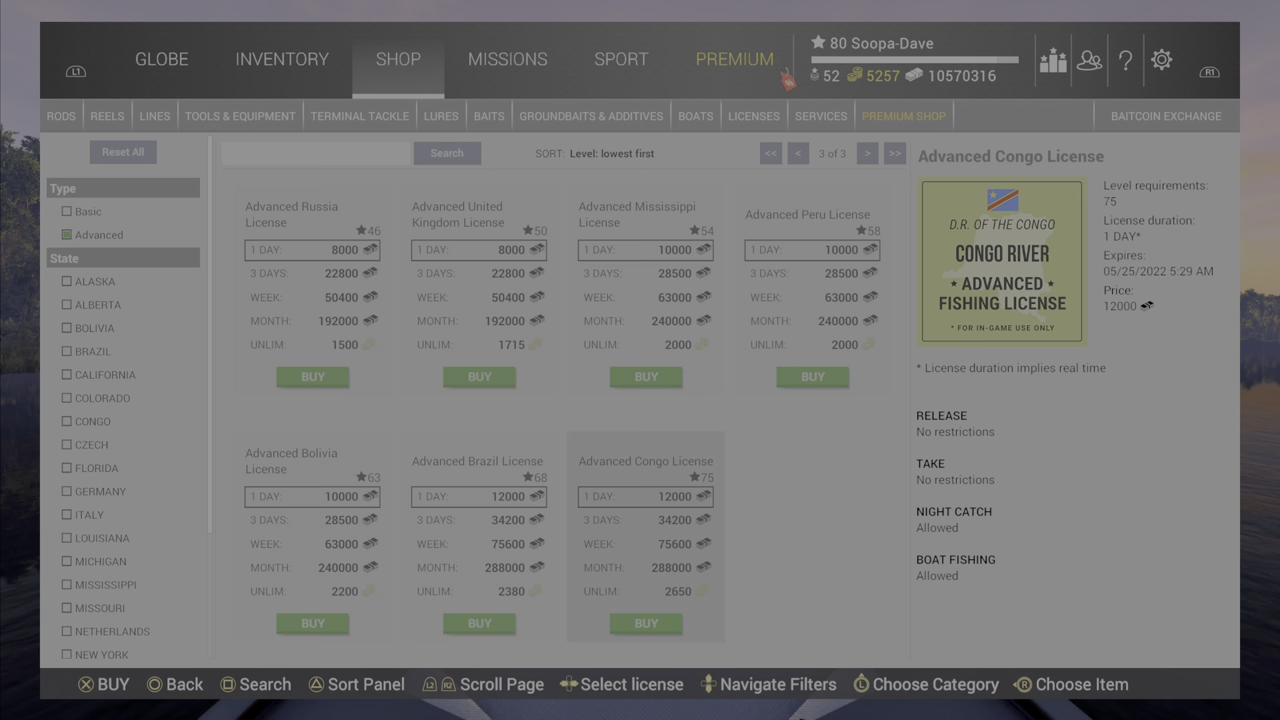 L1
GLOBE
INVENTORY
SHOP
MISSIONS
SPORT
PREMIUM
80 Soopa-Dave
52 5257 10570316
?
R1
RODS
REELS
LINES
TOOLS & EQUIPMENT
TERMINAL TACKLE
LURES
BAITS
GROUNDBAITS & ADDITIVES
BOATS
LICENSES
SERVICES
PREMIUM SHOP
BAITCOIN EXCHANGE
Reset All
Type
Basic
Advanced
State
ALASKA
ALBERTA
BOLIVIA
BRAZIL
CALIFORNIA
COLORADO
CONGO
CZECH
FLORIDA
GERMANY
ITALY
LOUISIANA
MICHIGAN
MISSISSIPPI
MISSOURI
NETHERLANDS
NEW YORK
Search
SORT: Level: lowest first
<< < 3 of 3 > >>
Advanced Russia
License
46
1 DAY: 8000
3 DAYS: 22800
WEEK: 50400
MONTH: 192000
UNLIM: 1500
BUY
Advanced United
Kingdom License
50
1 DAY: 8000
3 DAYS: 22800
WEEK: 50400
MONTH: 192000
UNLIM: 1715
BUY
Advanced Mississippi
License
54
1 DAY: 10000
3 DAYS: 28500
WEEK: 63000
MONTH: 240000
UNLIM: 2000
BUY
Advanced Peru License
58
1 DAY: 10000
3 DAYS: 28500
WEEK: 63000
MONTH: 240000
UNLIM: 2000
BUY
Advanced Bolivia
License
63
1 DAY: 10000
3 DAYS: 28500
WEEK: 63000
MONTH: 240000
UNLIM: 2200
BUY
Advanced Brazil License
68
1 DAY: 12000
3 DAYS: 34200
WEEK: 75600
MONTH: 288000
UNLIM: 2380
BUY
Advanced Congo License
75
1 DAY: 12000
3 DAYS: 34200
WEEK: 75600
MONTH: 288000
UNLIM: 2650
BUY
Advanced Congo License
D.R. OF THE CONGO
CONGO RIVER
ADVANCED
FISHING LICENSE
* FOR IN-GAME USE ONLY
Level requirements:
75
License duration:
1 DAY*
Expires:
05/25/2022 5:29 AM
Price:
12000
* License duration implies real time
RELEASE
No restrictions
TAKE
No restrictions
NIGHT CATCH
Allowed
BOAT FISHING
Allowed
BUY
Back
Search
Sort Panel
L2 R2 Scroll Page
Select license
Navigate Filters
L Choose Category
R Choose Item